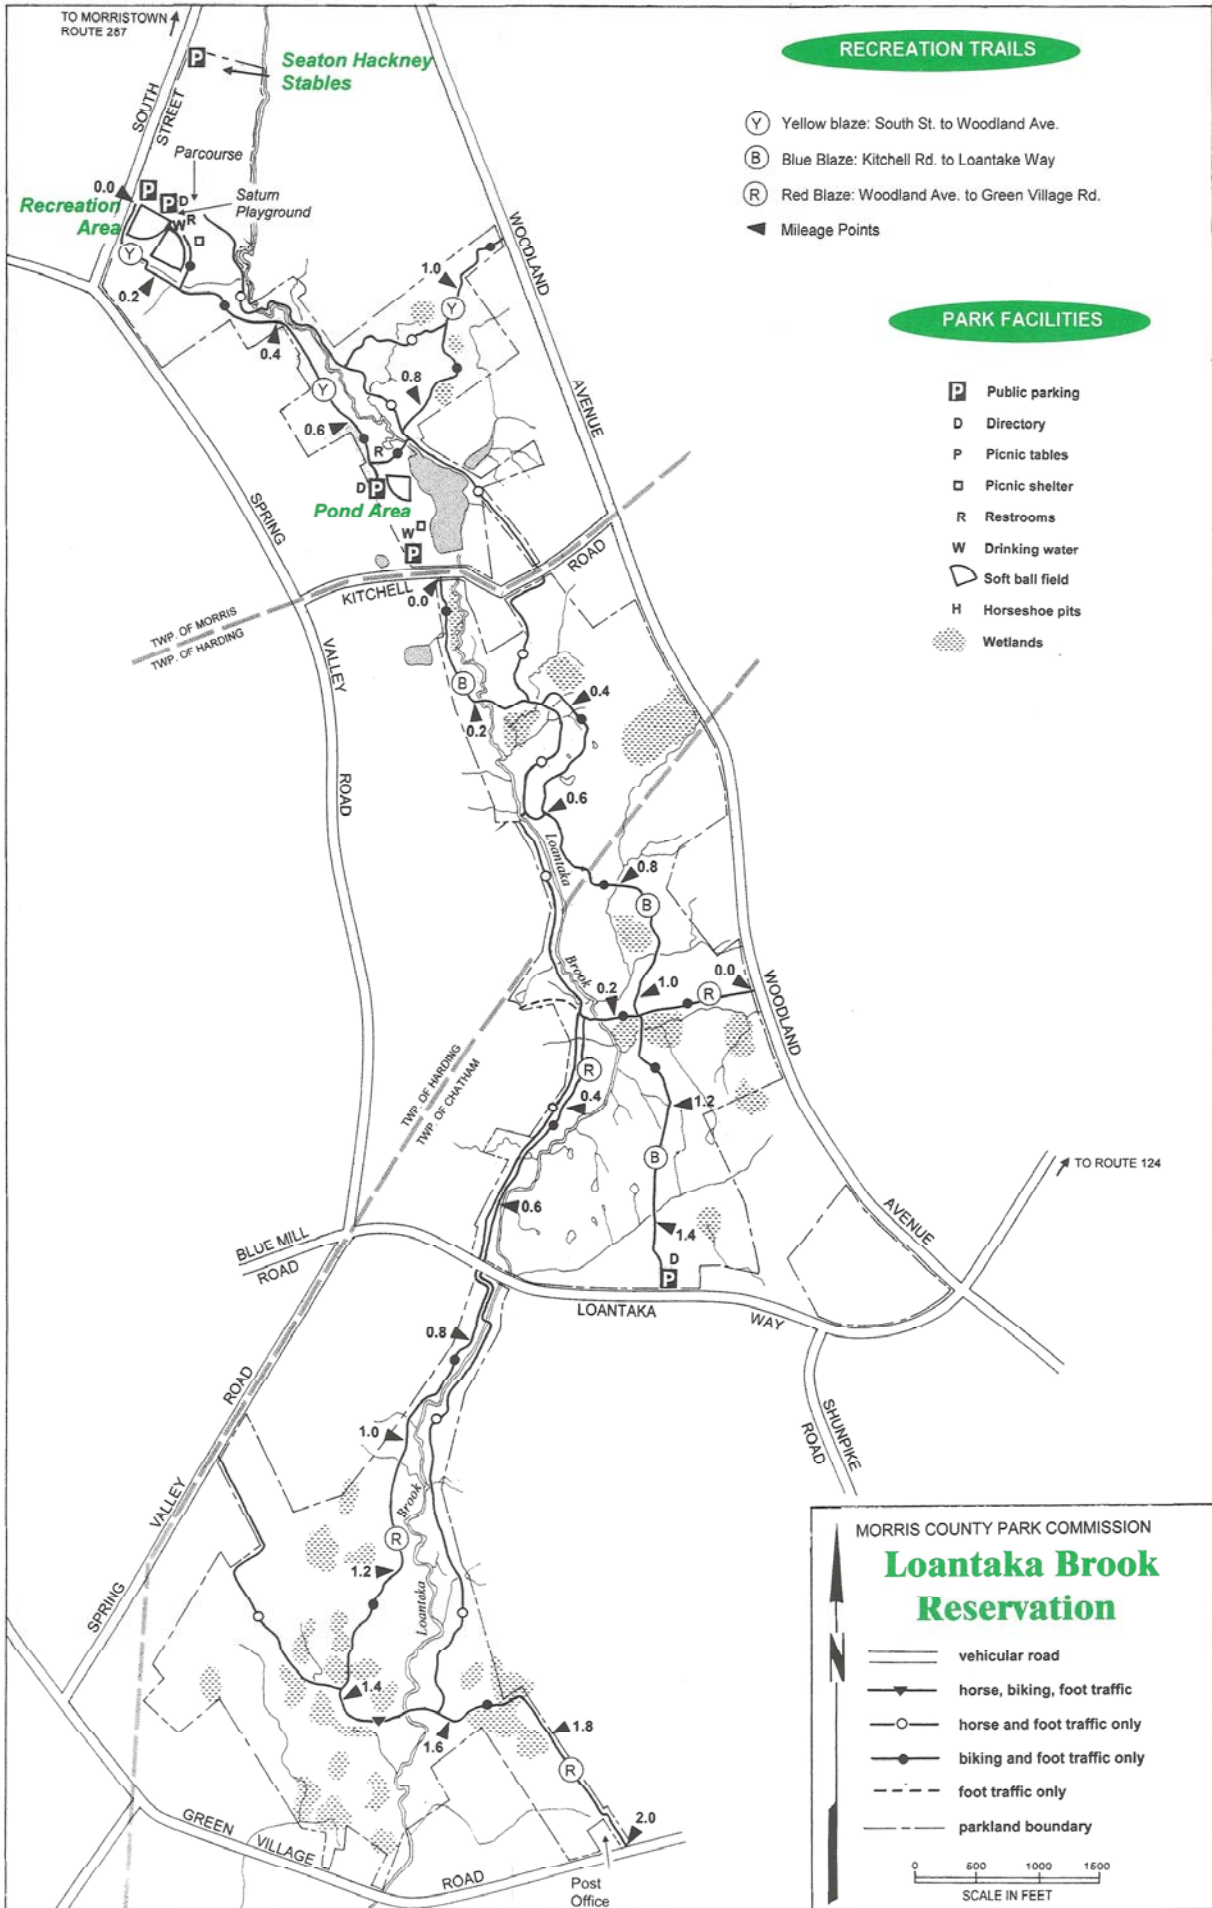 TO MORRISTOWN
ROUTE 287
P
Seaton Hackney
Stables
SOUTH
STREET
Parcourse
0.0
P
P
D
Saturn
Playground
Recreation
Area
W
R
Y
0.2
0.4
Y
0.6
0.8
1.0
Y
R
D
P
Pond Area
W
P
WOODLAND
AVENUE
SPRING
VALLEY
ROAD
KITCHELL
ROAD
TWP. OF MORRIS
TWP. OF HARDING
RECREATION TRAILS
Y Yellow blaze: South St. to Woodland Ave.
B Blue Blaze: Kitchell Rd. to Loantake Way
R Red Blaze: Woodland Ave. to Green Village Rd.
Mileage Points
PARK FACILITIES
P Public parking
D Directory
P Picnic tables
Picnic shelter
R Restrooms
W Drinking water
Soft ball field
H Horseshoe pits
Wetlands
0.0
B
0.2
0.4
0.6
Loantaka
0.8
B
Brook
0.2
1.0
0.0
R
WOODLAND
TWP. OF HARDING
TWP. OF CHATHAM
R
0.4
1.2
B
0.6
1.4
D
P
TO ROUTE 124
AVENUE
BLUE MILL
ROAD
LOANTAKA
WAY
0.8
ROAD
SHUNPIKE
ROAD
1.0
VALLEY
Brook
R
1.2
Loantaka
SPRING
1.4
1.6
1.8
R
2.0
GREEN
VILLAGE
ROAD
Post
Office
MORRIS COUNTY PARK COMMISSION
Loantaka Brook
Reservation
N
vehicular road
horse, biking, foot traffic
horse and foot traffic only
biking and foot traffic only
foot traffic only
parkland boundary
0 600 1000 1500
SCALE IN FEET